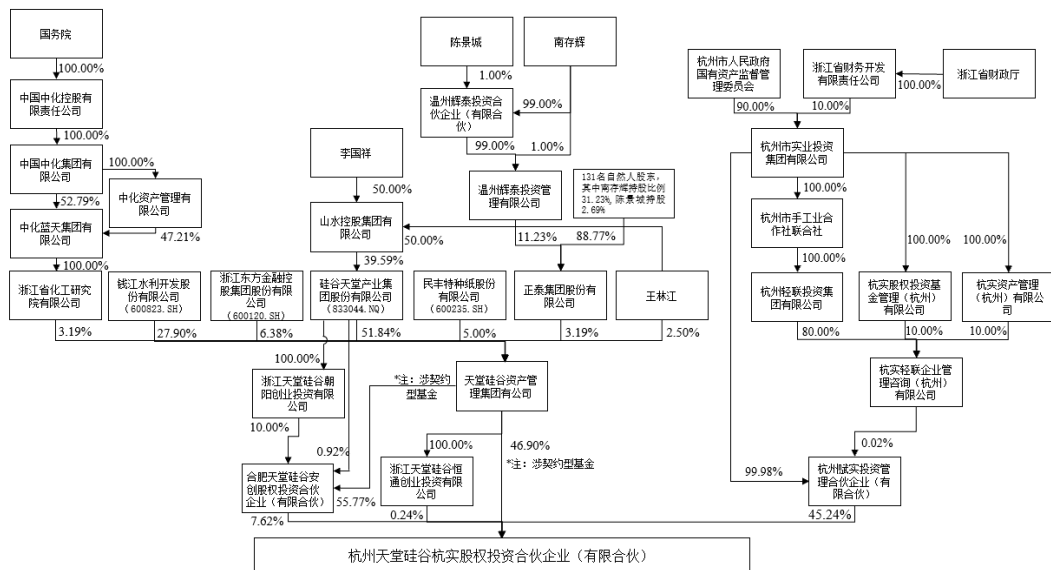 国务院
陈景城
南存辉
杭州市人民政府
国有资产监督管
理委员会
浙江省财务开发
有限责任公司
浙江省财政厅
100.00%
1.00%
99.00%
90.00%
10.00%
100.00%
中国中化控股有
限责任公司
温州辉泰投资合
伙企业（有限合
伙）
100.00%
99.00%
1.00%
杭州市实业投资
集团有限公司
中国中化集团有
限公司
100.00%
李国祥
52.79%
中化资产管理有
限公司
50.00%
温州辉泰投资管
理有限公司
131名自然人股东，
其中南存辉持股比例
31.23%,陈景城持股
2.69%
100.00%
杭州市手工业合
作社联合社
中化蓝天集团有
限公司
47.21%
山水控股集团有
限公司
50.00%
11.23%
88.77%
100.00%
39.59%
100.00%
100.00%
100.00%
浙江省化工研究
院有限公司
钱江水利开发股
份有限公司
(600823.SH)
浙江东方金融控
股集团股份有限公司
(600120.SH)
硅谷天堂产业集
团股份有限公司
(833044.NQ)
民丰特种纸股份有
限公司
(600235.SH)
正泰集团股份有
限公司
王林江
杭州轻联投资集
团有限公司
杭实股权投资
基金管理（杭州）
有限公司
杭实资产管理
（杭州）有限公
司
3.19%
27.90%
6.38%
51.84%
5.00%
3.19%
2.50%
80.00%
10.00%
10.00%
100.00%
浙江天堂硅谷朝
阳创业投资有限
公司
*注：涉契约
型基金
天堂硅谷资产管
理集团有公司
杭实轻联企业管
理咨询（杭州）
有限公司
10.00%
0.92%
100.00%
46.90%
*注：涉契约型基金
0.02%
合肥天堂硅谷安
创股权投资合伙
企业（有限合伙）
55.77%
浙江天堂硅谷恒
通创业投资有限
公司
99.98%
杭州赋实投资管
理合伙企业（有
限合伙）
7.62%
0.24%
45.24%
杭州天堂硅谷杭实股权投资合伙企业（有限合伙）